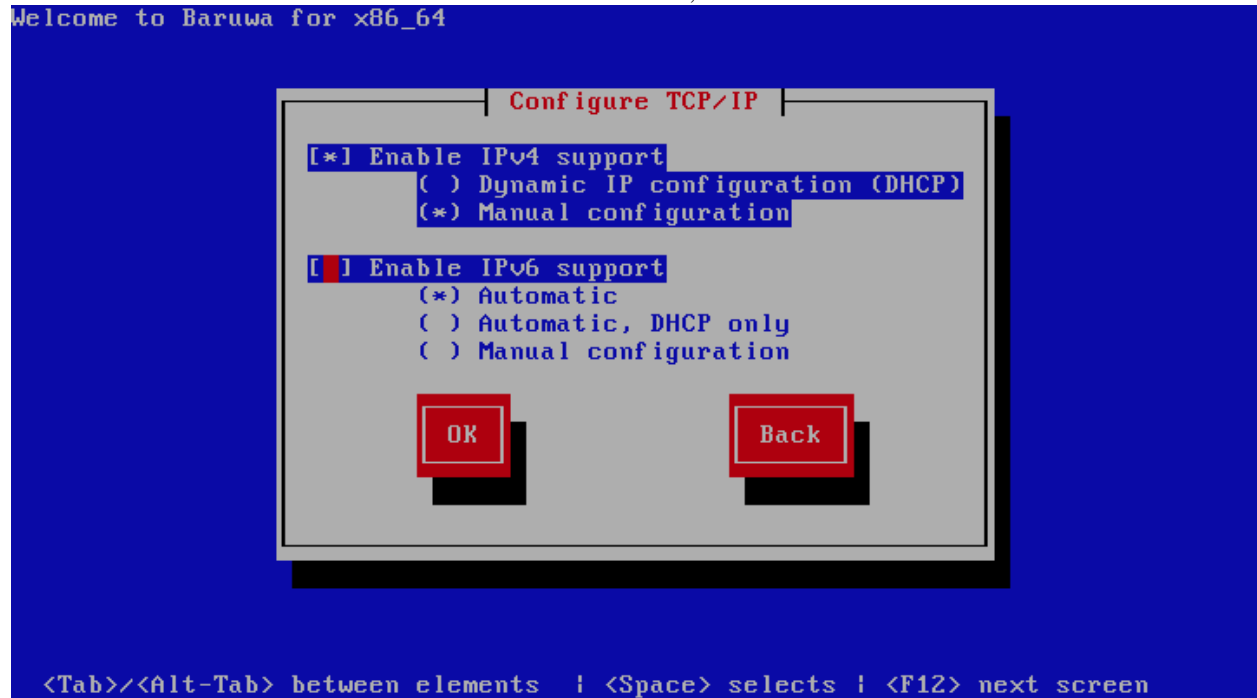 Welcome to Baruwa for x86_64
Configure TCP/IP
[*] Enable IPv4 support
( ) Dynamic IP configuration (DHCP)
(*) Manual configuration
[ ] Enable IPv6 support
(*) Automatic
( ) Automatic, DHCP only
( ) Manual configuration
OK Back
<Tab>/<Alt-Tab> between elements | <Space> selects | <F12> next screen